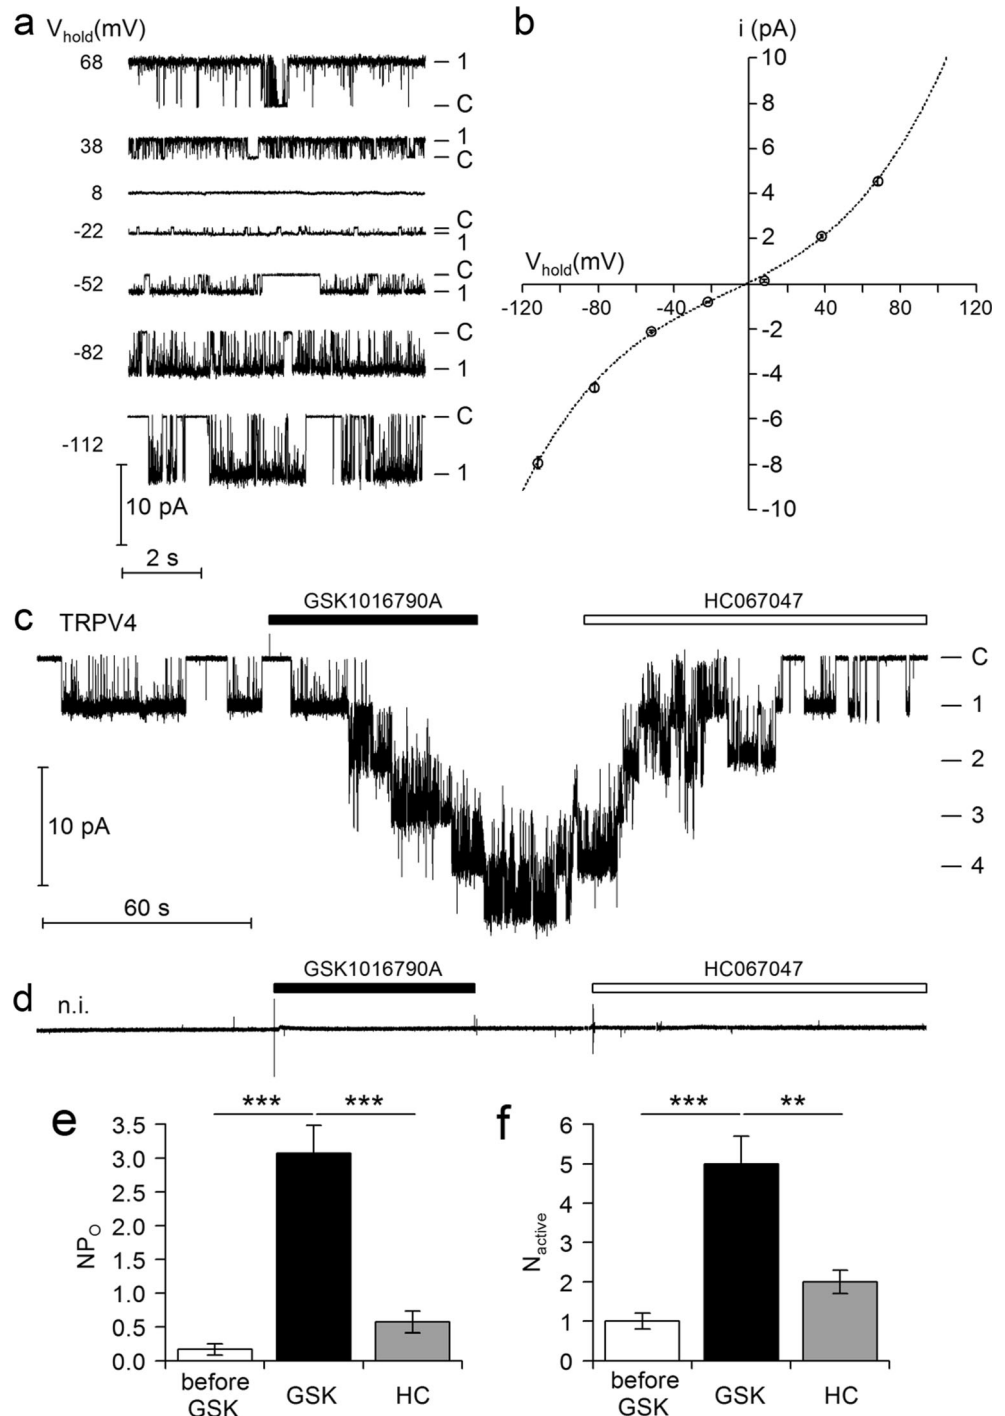 a
V_hold(mV)
68
1
C
38
1
C
8
-22
C
1
-52
C
1
-82
C
1
-112
C
1
10 pA
2 s
b
i (pA)
10
8
6
4
2
0
-2
-4
-6
-8
-10
V_hold(mV)
-120 -80 -40 40 80 120
c
TRPV4
GSK1016790A
HC067047
C
1
2
3
4
10 pA
60 s
d
n.i.
GSK1016790A
HC067047
e
*** ***
NP_O
3.5
3.0
2.5
2.0
1.5
1.0
0.5
0.0
before
GSK
GSK
HC
f
*** **
N_active
6
5
4
3
2
1
0
before
GSK
GSK
HC